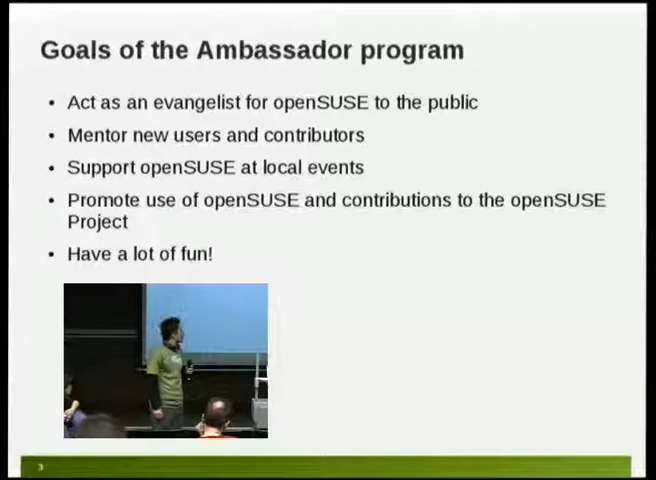 Goals of the Ambassador program
• Act as an evangelist for openSUSE to the public
• Mentor new users and contributors
• Support openSUSE at local events
• Promote use of openSUSE and contributions to the openSUSE
Project
• Have a lot of fun!
3